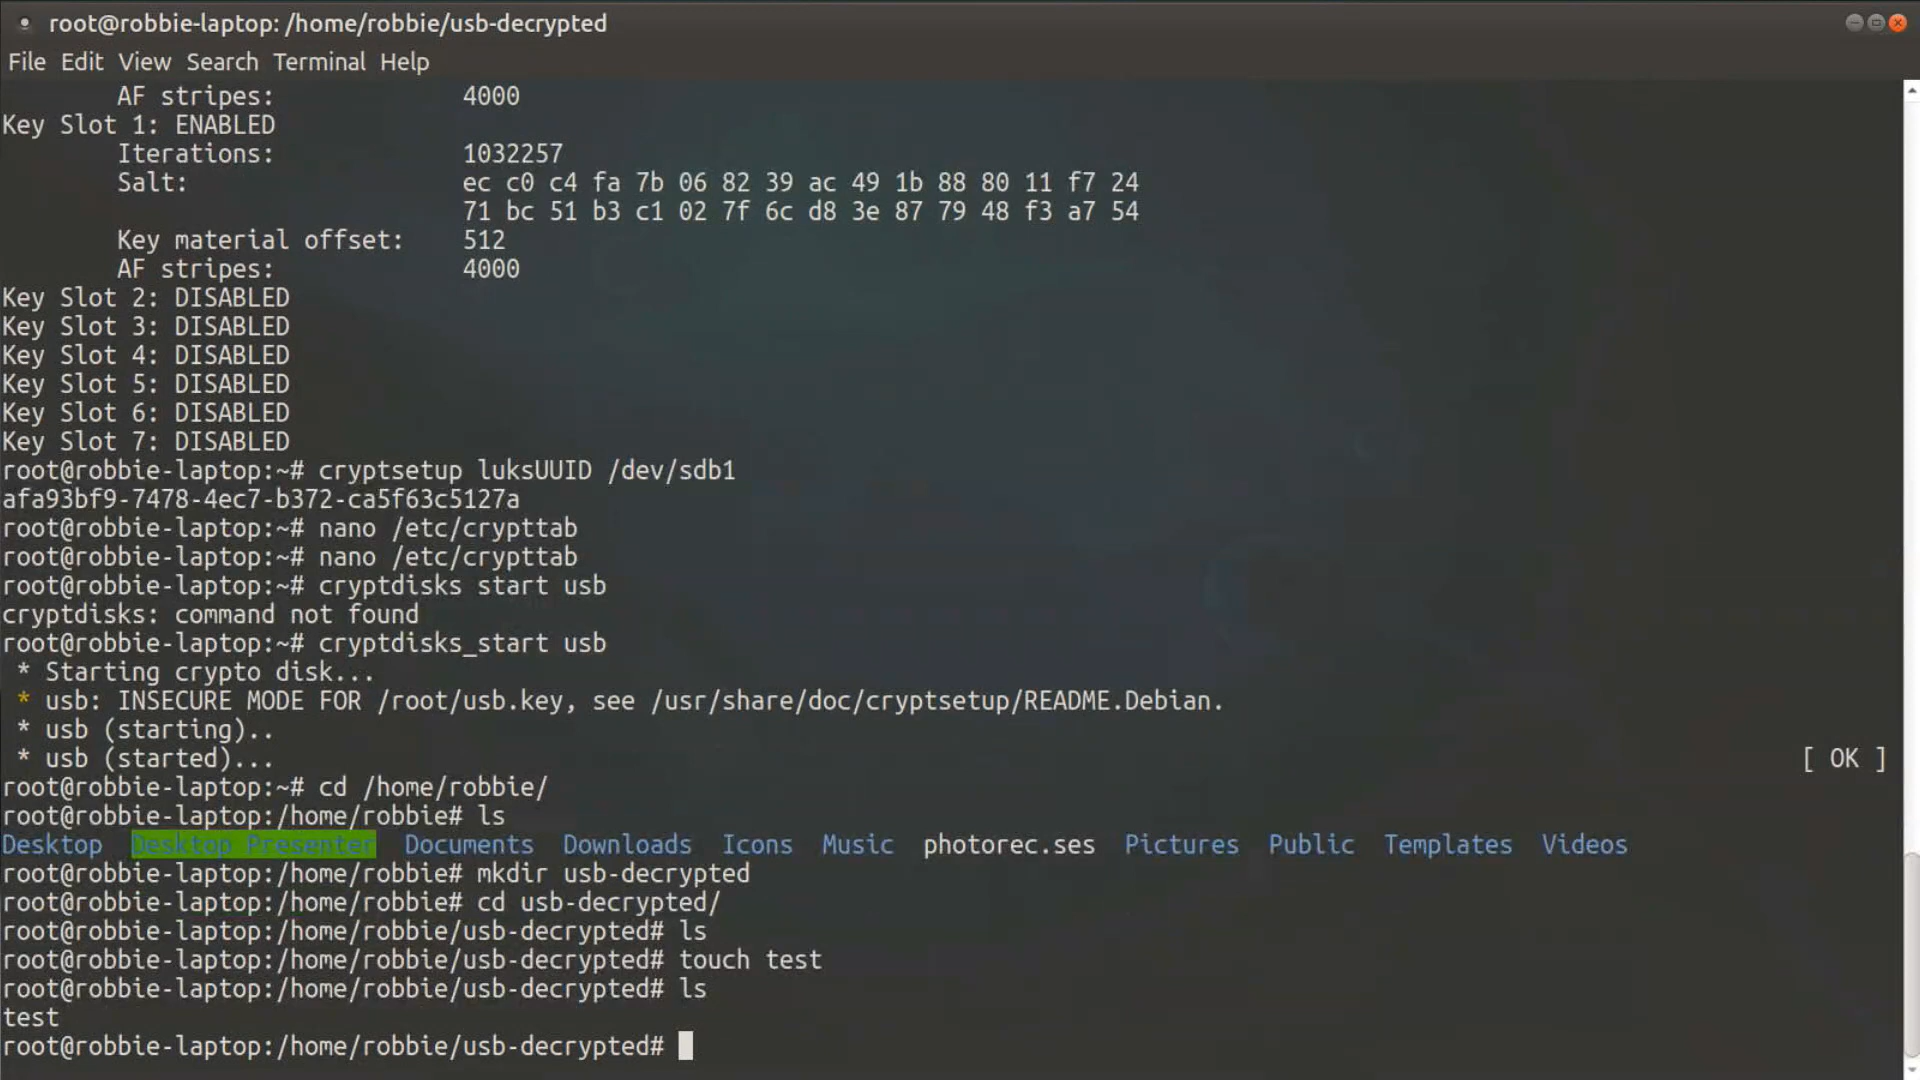 root@robbie-laptop: /home/robbie/usb-decrypted
File Edit View Search Terminal Help
AF stripes: 4000
Key Slot 1: ENABLED
Iterations: 1032257
Salt: ec c0 c4 fa 7b 06 82 39 ac 49 1b 88 80 11 f7 24
71 bc 51 b3 c1 02 7f 6c d8 3e 87 79 48 f3 a7 54
Key material offset: 512
AF stripes: 4000
Key Slot 2: DISABLED
Key Slot 3: DISABLED
Key Slot 4: DISABLED
Key Slot 5: DISABLED
Key Slot 6: DISABLED
Key Slot 7: DISABLED
root@robbie-laptop:~# cryptsetup luksUUID /dev/sdb1
afa93bf9-7478-4ec7-b372-ca5f63c5127a
root@robbie-laptop:~# nano /etc/crypttab
root@robbie-laptop:~# nano /etc/crypttab
root@robbie-laptop:~# cryptdisks start usb
cryptdisks: command not found
root@robbie-laptop:~# cryptdisks_start usb
* Starting crypto disk...
* usb: INSECURE MODE FOR /root/usb.key, see /usr/share/doc/cryptsetup/README.Debian.
* usb (starting)..
* usb (started)... [ OK ]
root@robbie-laptop:~# cd /home/robbie/
root@robbie-laptop:/home/robbie# ls
Desktop Desktop Presenter Documents Downloads Icons Music photorec.ses Pictures Public Templates Videos
root@robbie-laptop:/home/robbie# mkdir usb-decrypted
root@robbie-laptop:/home/robbie# cd usb-decrypted/
root@robbie-laptop:/home/robbie/usb-decrypted# ls
root@robbie-laptop:/home/robbie/usb-decrypted# touch test
root@robbie-laptop:/home/robbie/usb-decrypted# ls
test
root@robbie-laptop:/home/robbie/usb-decrypted#